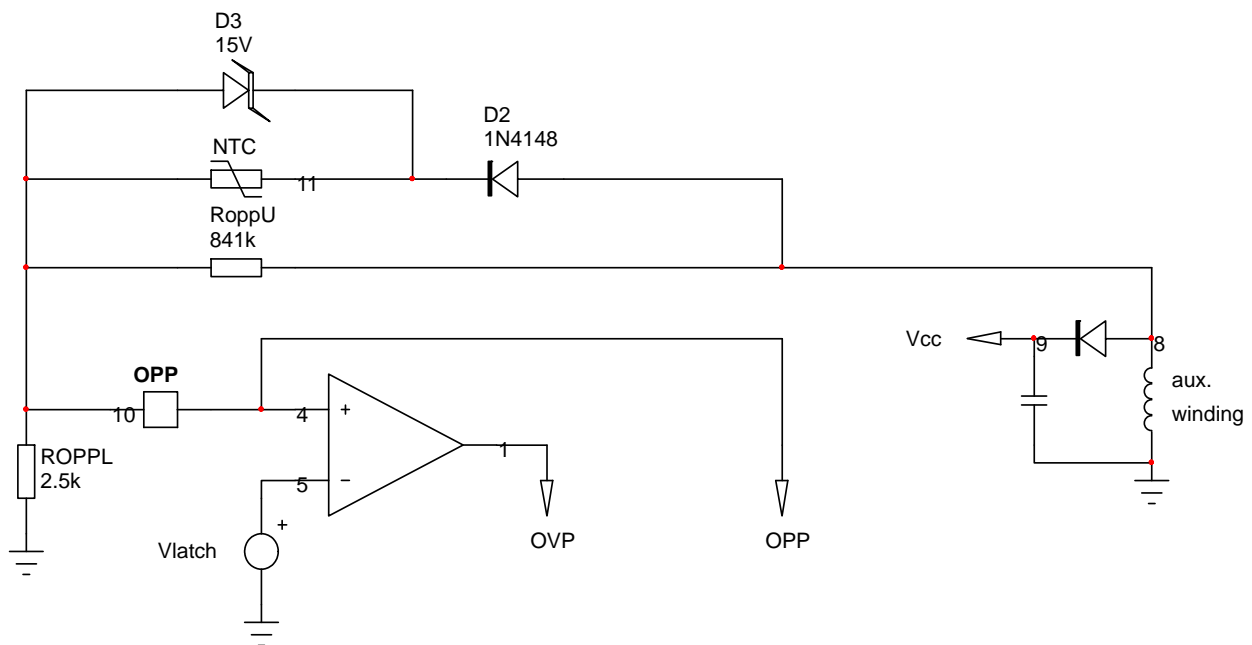 D3
15V
D2
1N4148
NTC
11
RoppU
841k
Vcc
9
8
aux.
winding
OPP
10
4
+
1
ROPPL
2.5k
5
−
+
Vlatch
OVP
OPP